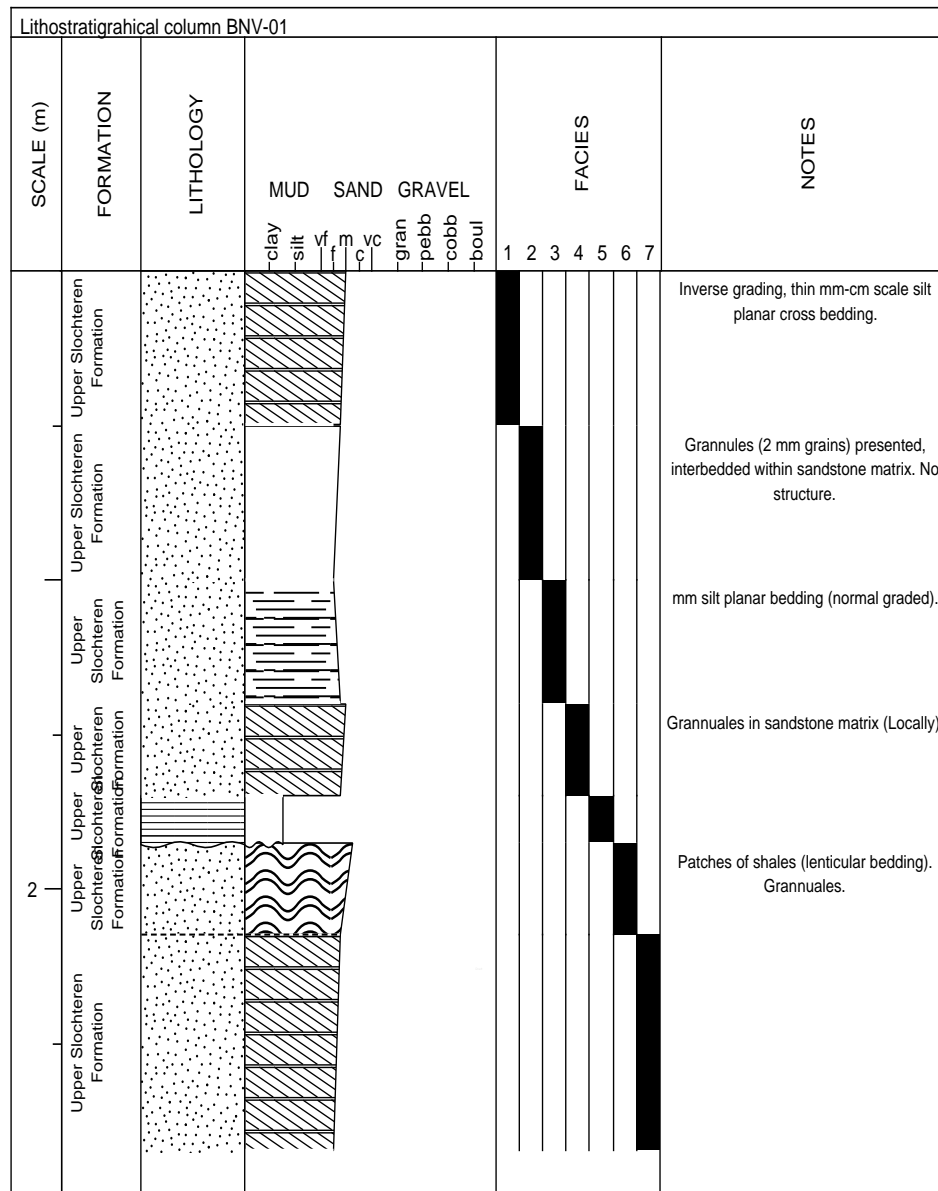 Lithostratigrahical column BNV-01
SCALE (m)
FORMATION
LITHOLOGY
MUD SAND GRAVEL
clay
silt
vf
f
m
c
vc
gran
pebb
cobb
boul
FACIES
1 2 3 4 5 6 7
NOTES
Upper Slochteren
Formation
Inverse grading, thin mm-cm scale silt
planar cross bedding.
Upper Slochteren
Formation
Grannules (2 mm grains) presented,
interbedded within sandstone matrix. No
structure.
Upper
Slochteren
Formation
mm silt planar bedding (normal graded).
Upper
Slochteren
Formation
Grannuales in sandstone matrix (Locally)
Upper
Slochteren
Formation
2
Upper
Slochteren
Formation
Patches of shales (lenticular bedding).
Grannuales.
Upper Slochteren
Formation